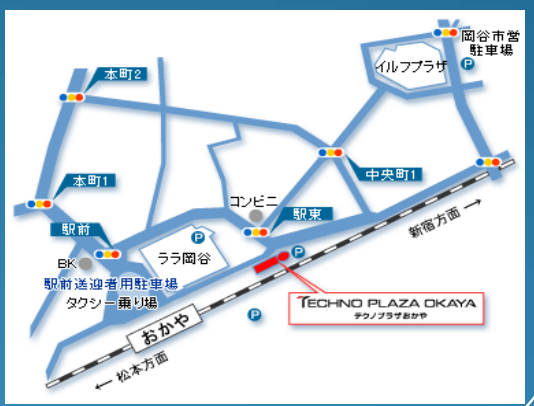 岡谷市営
駐車場
P
イルフプラザ
本町2
中央町1
本町1
コンビニ
駅東
新宿方面 →
駅前
P
ララ岡谷
P
BK
駅前送迎者用駐車場
タクシー乗り場
TECHNO PLAZA OKAYA
テクノプラザおかや
P
おかや
← 松本方面